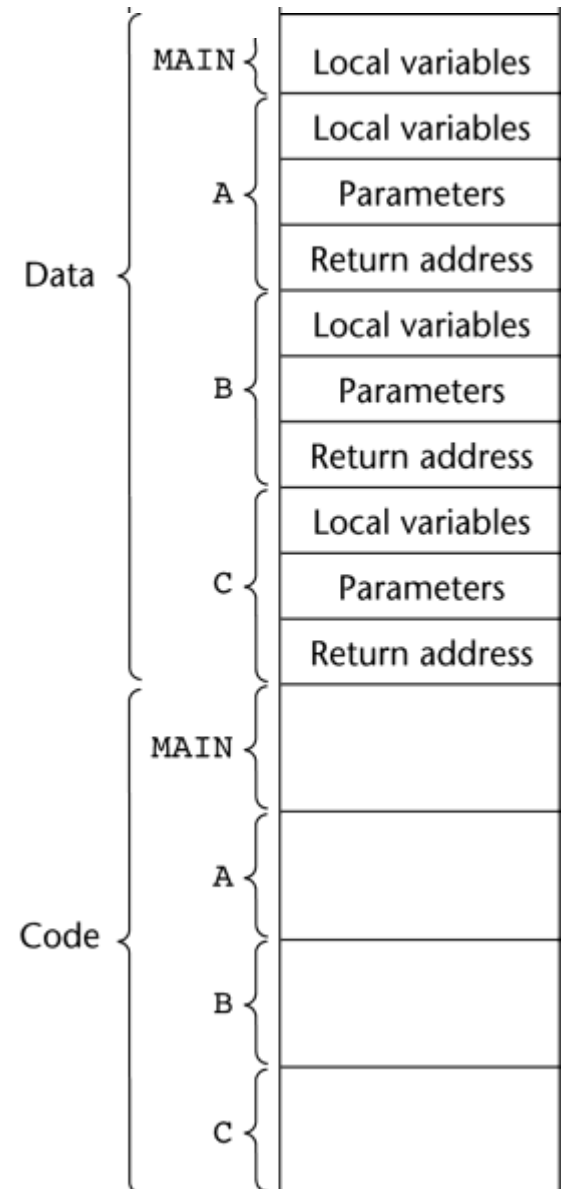 MAIN
Local variables
Local variables
A
Parameters
Data
Return address
Local variables
B
Parameters
Return address
Local variables
C
Parameters
Return address
MAIN
A
Code
B
C